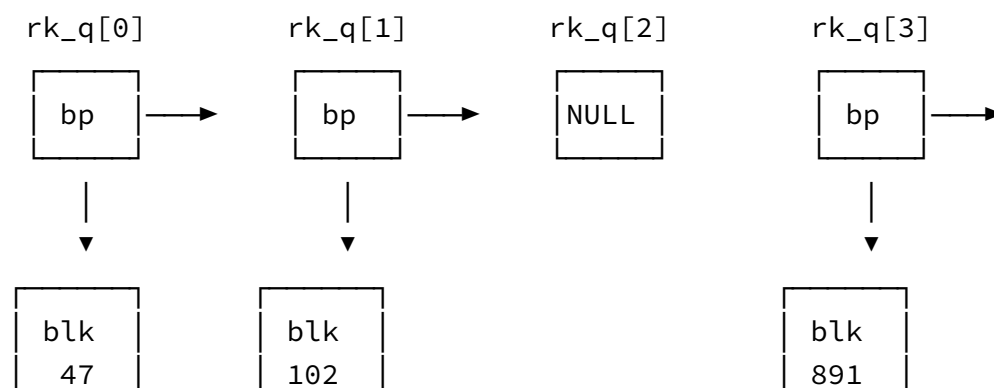 rk_q[0] rk_q[1] rk_q[2] rk_q[3]
bp bp NULL bp
blk blk blk
47 102 891